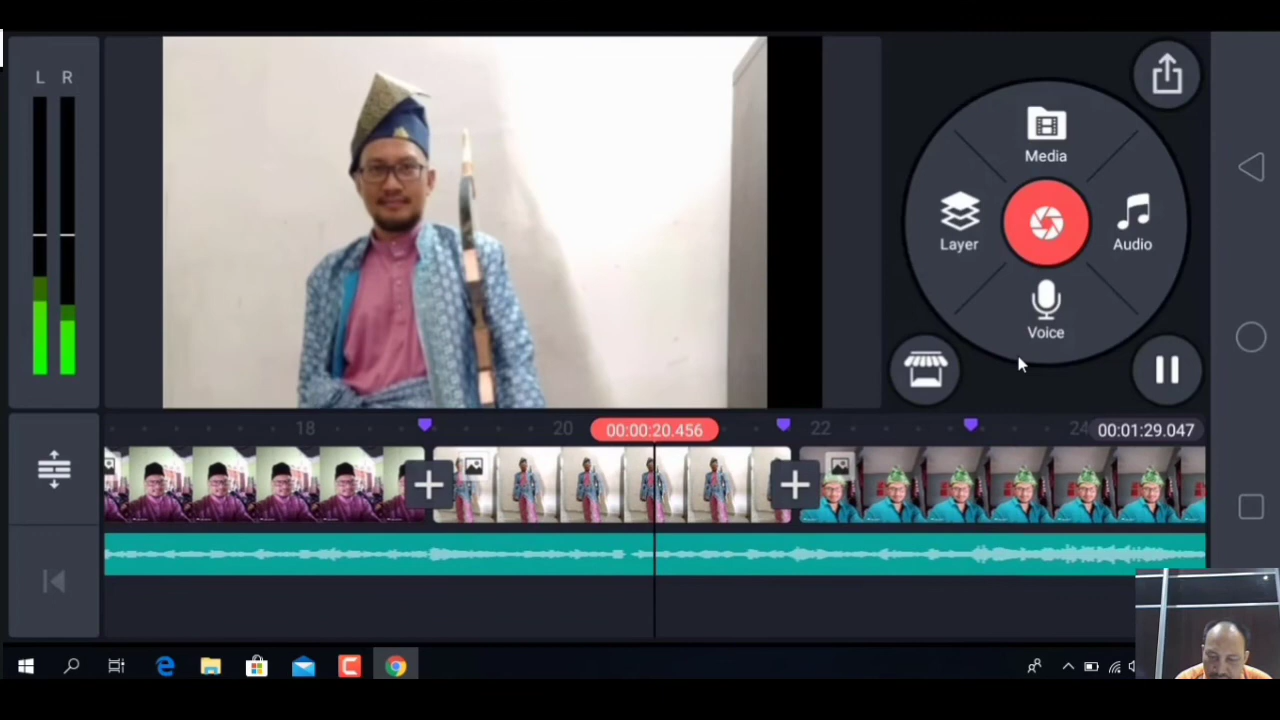 L R
Media
Layer
Audio
Voice
18
20
00:00:20.456
22
24
00:01:29.047